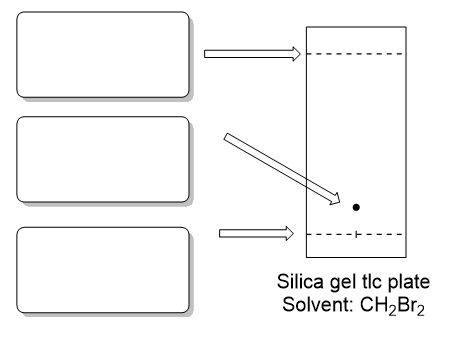 Silica gel tlc plate
Solvent: CH₂Br₂